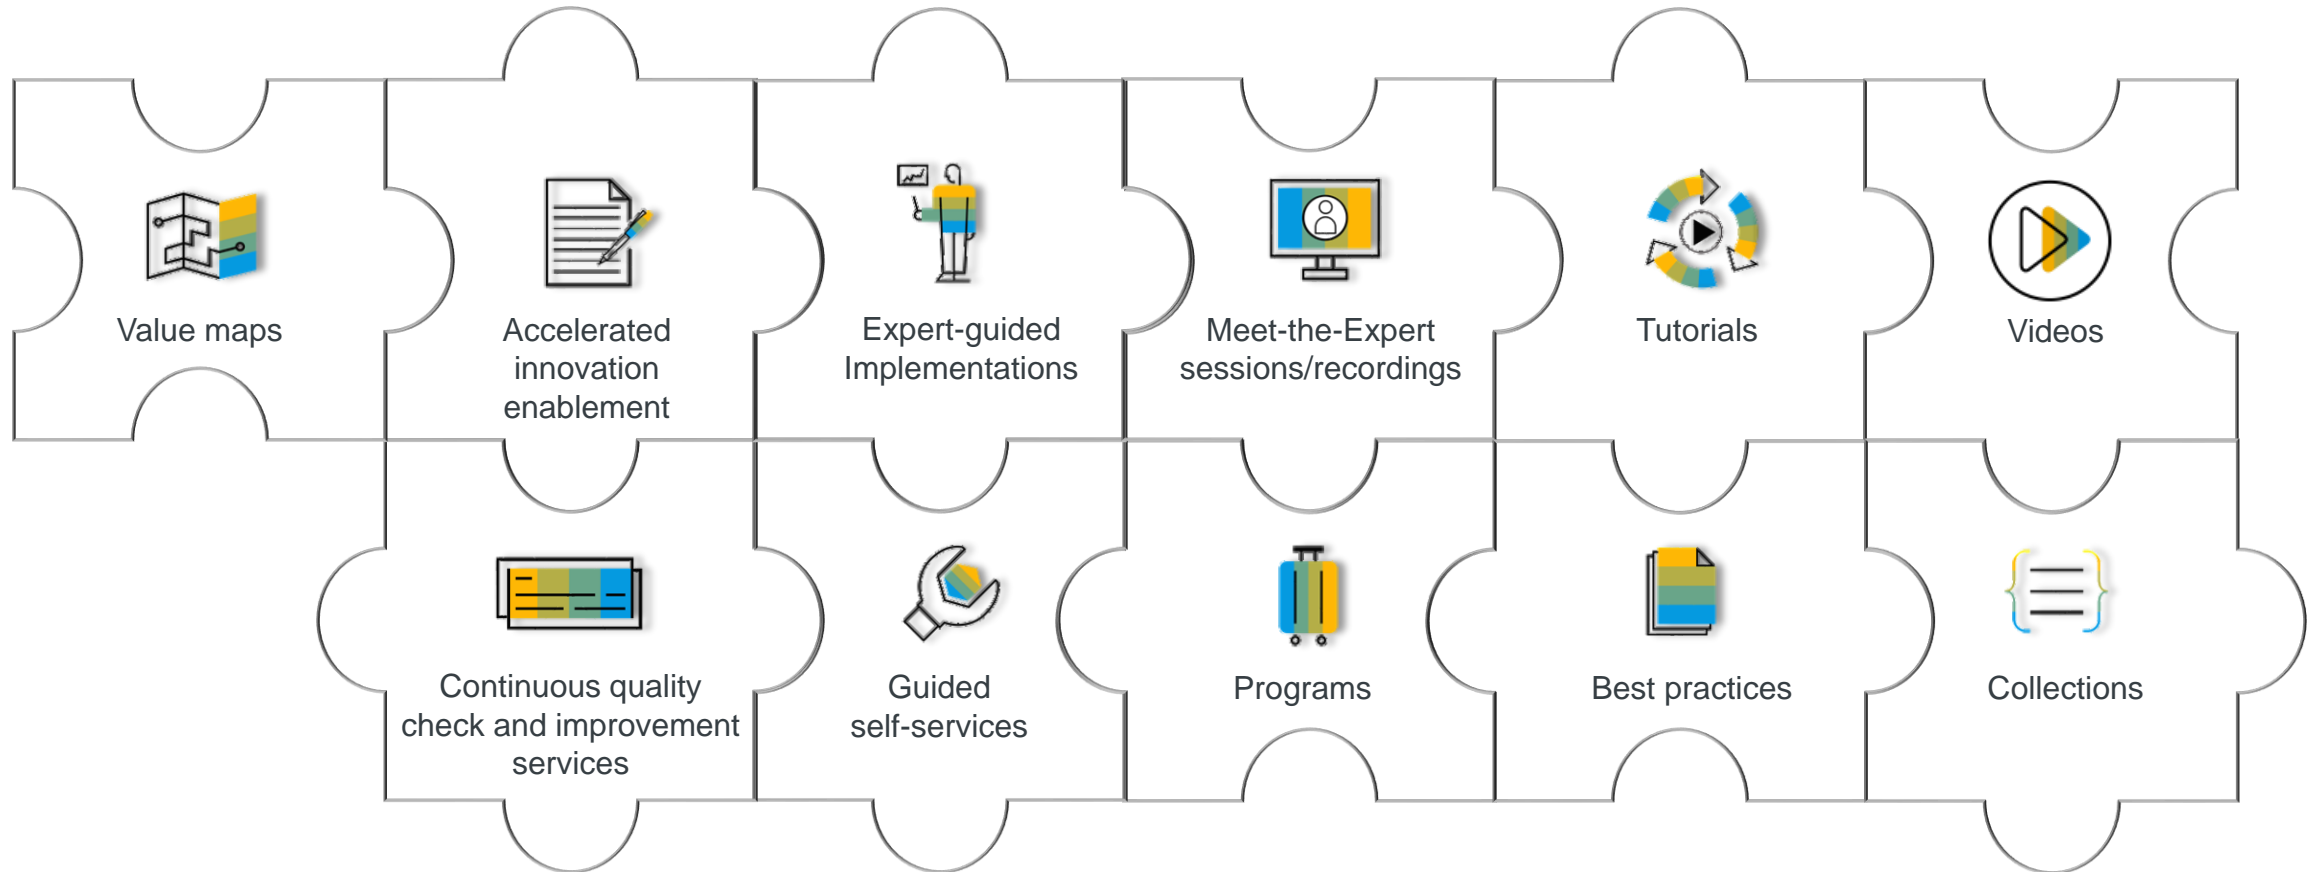 Value maps
Accelerated
innovation
enablement
Expert-guided
Implementations
Meet-the-Expert
sessions/recordings
Tutorials
Videos
Continuous quality
check and improvement
services
Guided
self-services
Programs
Best practices
Collections